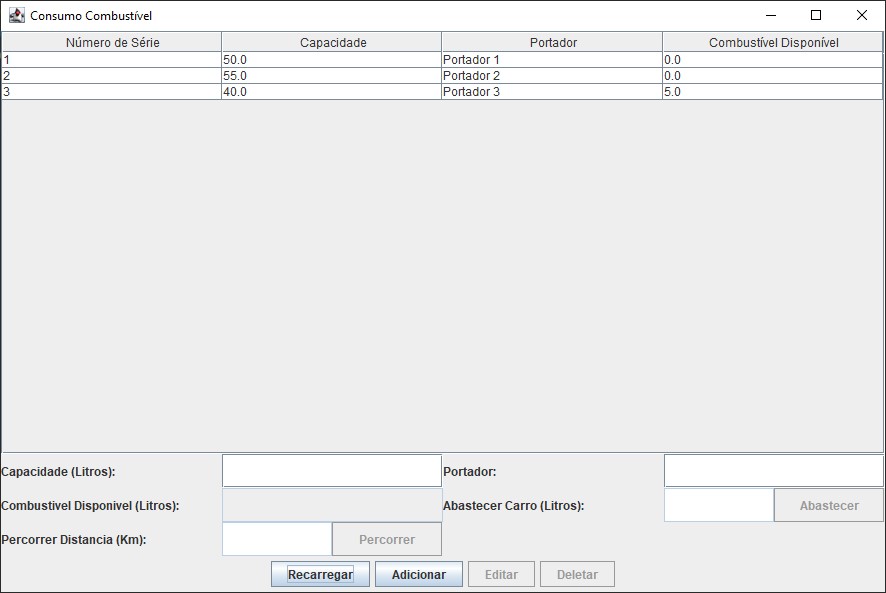 Consumo Combustível
Número de Série Capacidade Portador Combustível Disponível
1 50.0 Portador 1 0.0
2 55.0 Portador 2 0.0
3 40.0 Portador 3 5.0
Capacidade (Litros): Portador:
Combustivel Disponivel (Litros): Abastecer Carro (Litros): Abastecer
Percorrer Distancia (Km): Percorrer
Recarregar Adicionar Editar Deletar